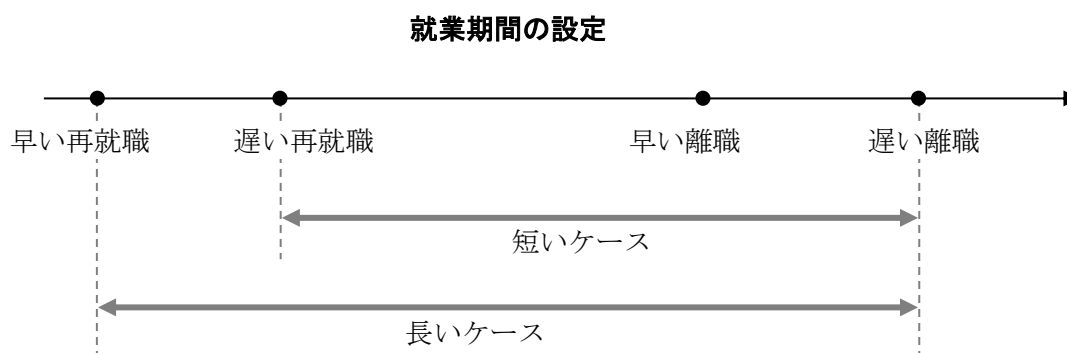 就業期間の設定
早い再就職
遅い再就職
早い離職
遅い離職
短いケース
長いケース